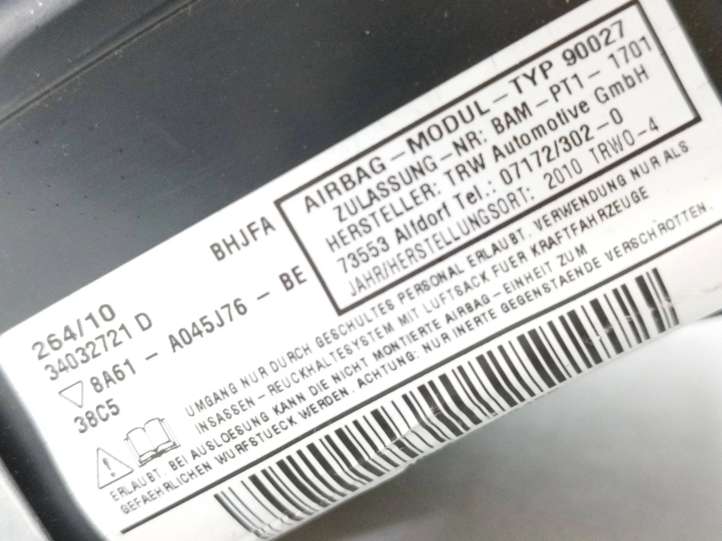 264/10
BHJFA
34032721 D
8A61 - A045J76 - BE
38C5
AIRBAG-MODUL-TYP 90027
ZULASSUNG-NR: BAM-PT1-1701
HERSTELLER: TRW Automotive GmbH
73553 Alfdorf Tel.: 07172/302-0
JAHR/HERSTELLUNGSORT: 2010 TRWO-4
UMGANG NUR DURCH GESCHULTES PERSONAL ERLAUBT. VERWENDUNG NUR ALS
INSASSEN-REUCKHALTESYSTEM MIT LUFTSACK FUER KRAFTFAHRZEUGE
ERLAUBT. BEI AUSLOESUNG KANN DIE NICHT MONTIERTE AIRBAG-EINHEIT ZUM
GEFAEHRLICHEN WURFSTUECK WERDEN. ACHTUNG: NUR INERTE GEGENSTAENDE VERSCHROTTEN.